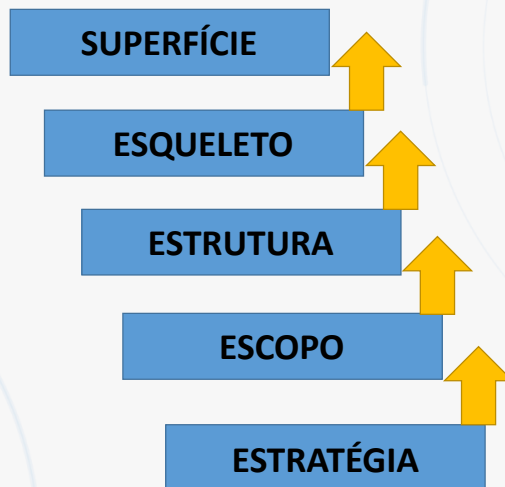 SUPERFÍCIE
ESQUELETO
ESTRUTURA
ESCOPO
ESTRATÉGIA